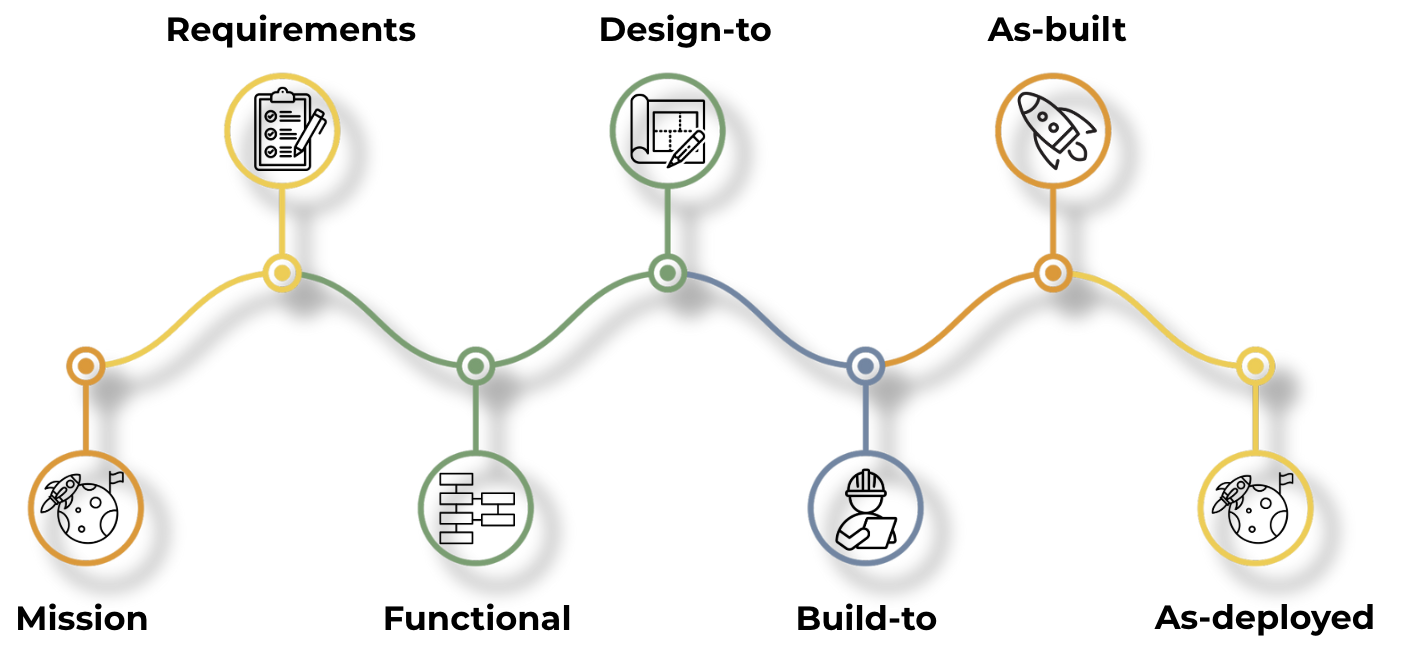 Requirements
Design-to
As-built
Mission
Functional
Build-to
As-deployed